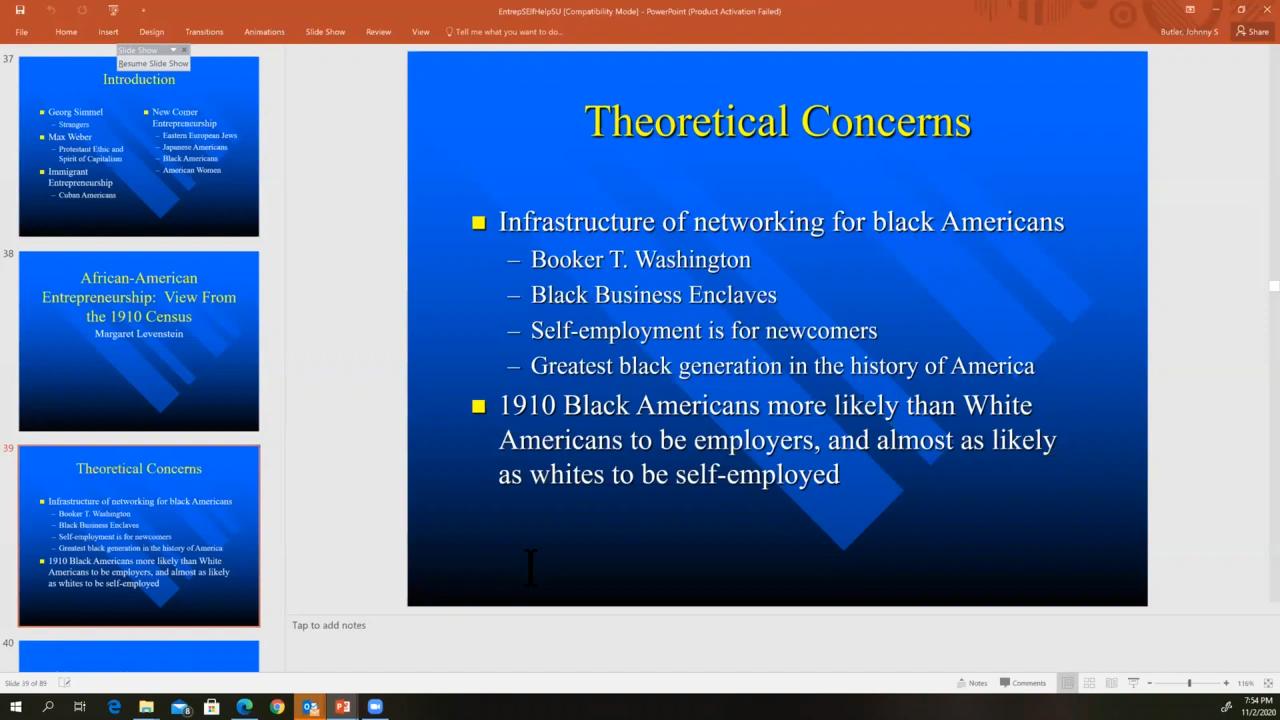 EntrepSElfHelpSU [Compatibility Mode] - PowerPoint (Product Activation Failed)
File Home Insert Design Transitions Animations Slide Show Review View Tell me what you want to do... Butler, Johnny S Share
Slide Show
Resume Slide Show
37
Introduction
Georg Simmel
– Strangers
Max Weber
– Protestant Ethic and
Spirit of Capitalism
Immigrant
Entrepreneurship
– Cuban Americans
New Comer
Entrepreneurship
– Eastern European Jews
– Japanese Americans
– Black Americans
– American Women
38
African-American
Entrepreneurship: View From
the 1910 Census
Margaret Levenstein
39
Theoretical Concerns
Infrastructure of networking for black Americans
– Booker T. Washington
– Black Business Enclaves
– Self-employment is for newcomers
– Greatest black generation in the history of America
1910 Black Americans more likely than White
Americans to be employers, and almost as likely
as whites to be self-employed
40
Theoretical Concerns
Infrastructure of networking for black Americans
– Booker T. Washington
– Black Business Enclaves
– Self-employment is for newcomers
– Greatest black generation in the history of America
1910 Black Americans more likely than White
Americans to be employers, and almost as likely
as whites to be self-employed
Tap to add notes
Slide 39 of 89 Notes Comments 116%
8
7:54 PM
11/2/2020